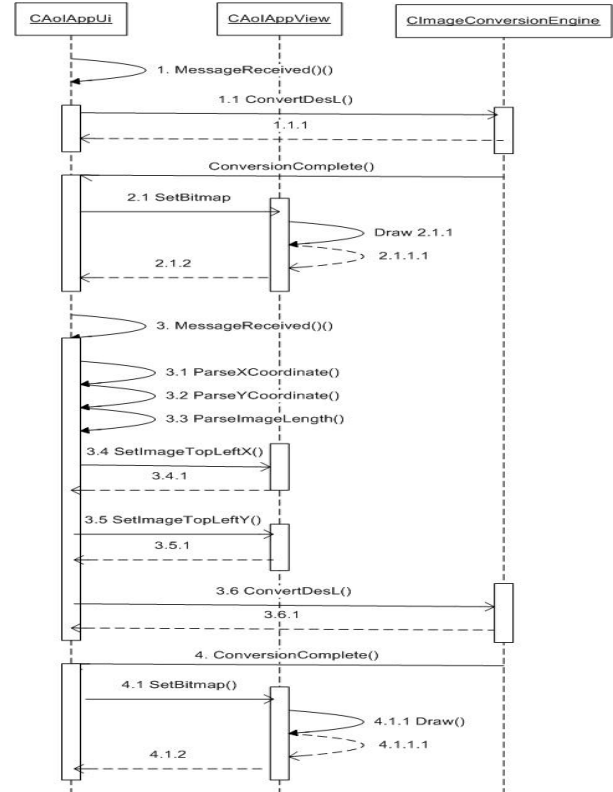 CAoIAppUi
CAoIAppView
CImageConversionEngine
1. MessageReceived()()
1.1 ConvertDesL()
1.1.1
ConversionComplete()
2.1 SetBitmap
Draw 2.1.1
2.1.1.1
2.1.2
3. MessageReceived()()
3.1 ParseXCoordinate()
3.2 ParseYCoordinate()
3.3 ParseImageLength()
3.4 SetImageTopLeftX()
3.4.1
3.5 SetImageTopLeftY()
3.5.1
3.6 ConvertDesL()
3.6.1
4. ConversionComplete()
4.1 SetBitmap()
4.1.1 Draw()
4.1.1.1
4.1.2